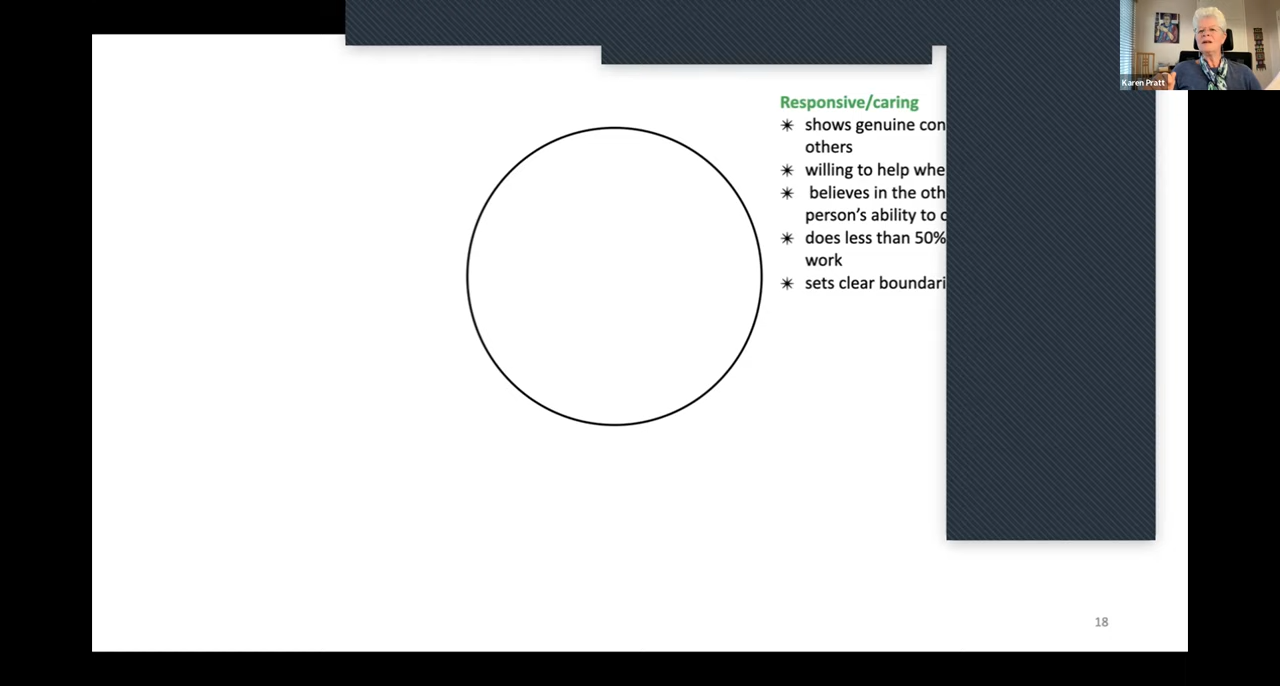 Karen Pratt
Responsive/caring
✴ shows genuine con
others
✴ willing to help whe
✴ believes in the oth
person's ability to c
✴ does less than 50%
work
✴ sets clear boundari
18